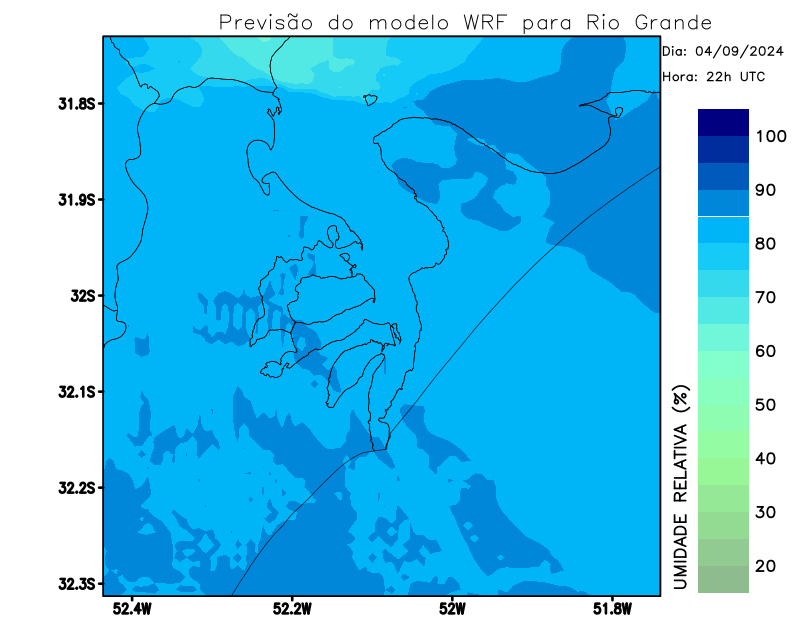 Previsão do modelo WRF para Rio Grande
Dia: 04/09/2024
Hora: 22h UTC
31.8S
31.9S
32S
32.1S
32.2S
32.3S
52.4W
52.2W
52W
51.8W
100
90
80
70
60
50
40
30
20
UMIDADE RELATIVA (%)